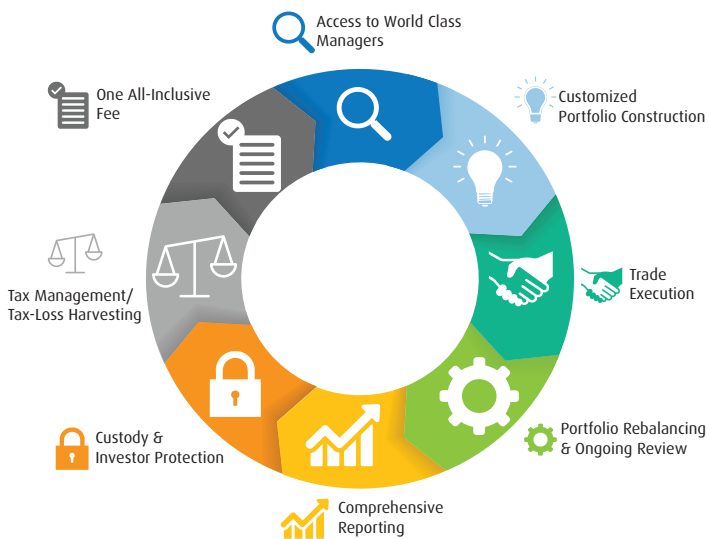 Access to World Class
Managers
Customized
Portfolio Construction
Trade
Execution
Portfolio Rebalancing
& Ongoing Review
Comprehensive
Reporting
Custody &
Investor Protection
Tax Management/
Tax-Loss Harvesting
One All-Inclusive
Fee